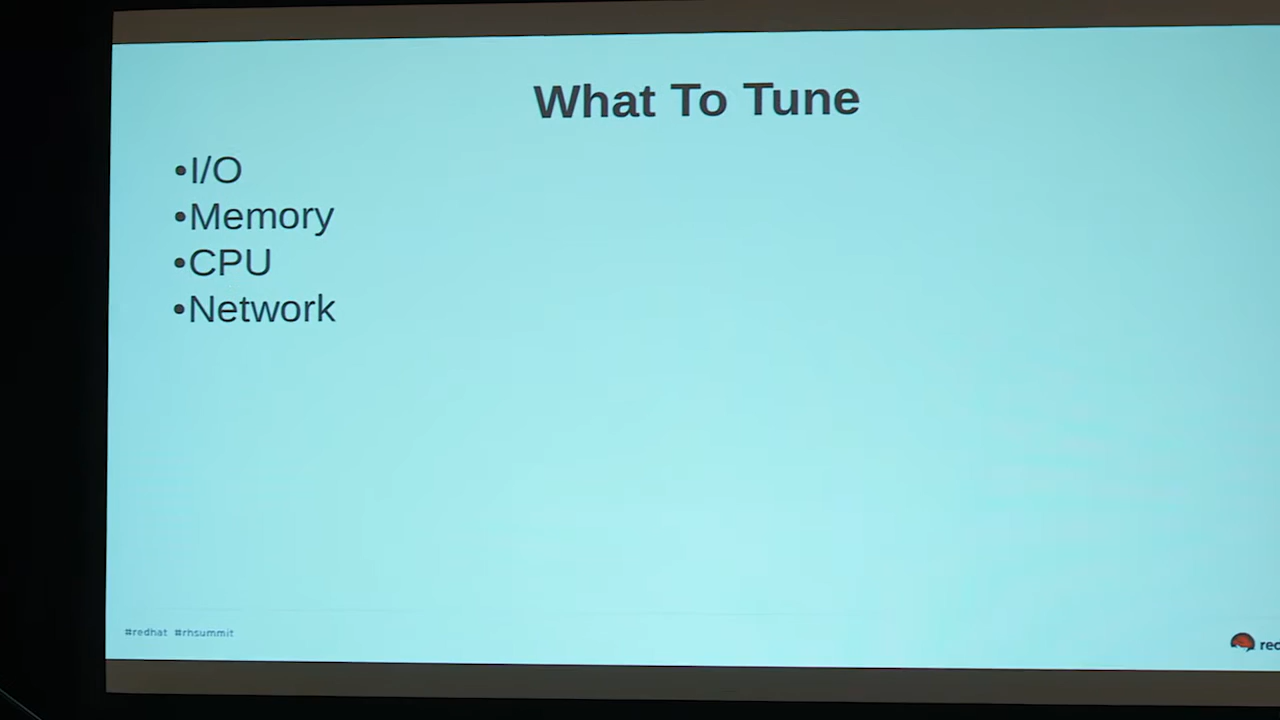 What To Tune
•I/O
•Memory
•CPU
•Network
#redhat #rhsummit